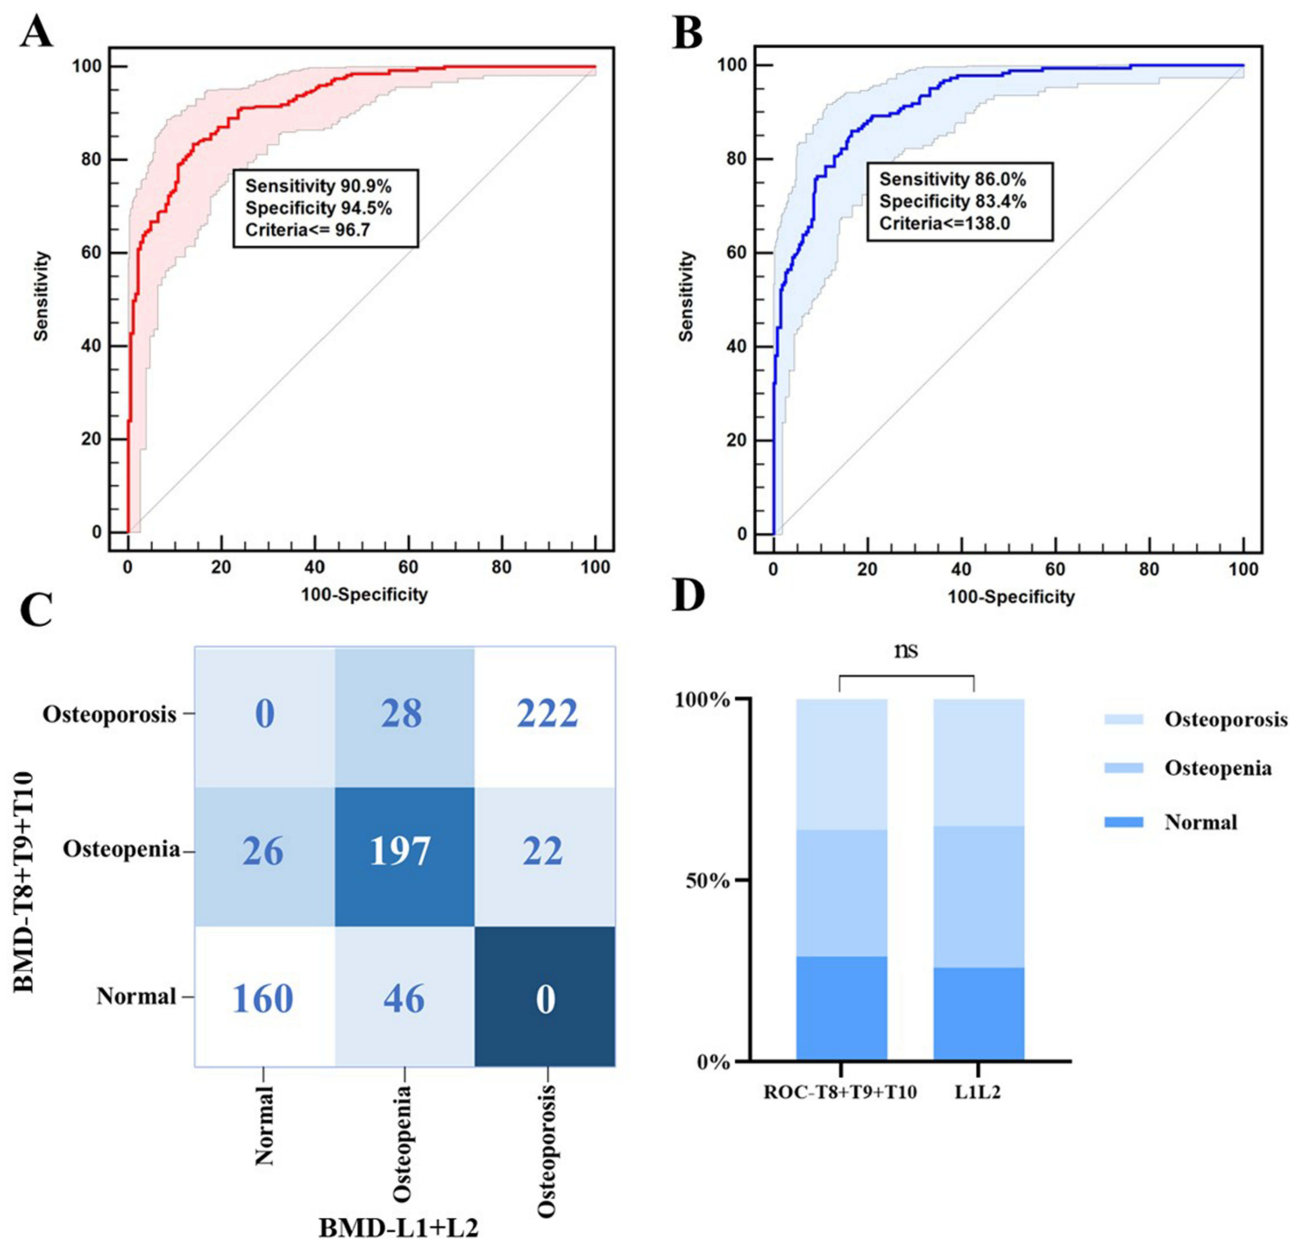 A
100
80
60
40
20
0
Sensitivity
Sensitivity 90.9%
Specificity 94.5%
Criteria<= 96.7
0 20 40 60 80 100
100-Specificity
B
100
80
60
40
20
0
Sensitivity
Sensitivity 86.0%
Specificity 83.4%
Criteria<=138.0
0 20 40 60 80 100
100-Specificity
C
BMD-T8+T9+T10
Osteoporosis 0 28 222
Osteopenia 26 197 22
Normal 160 46 0
Normal Osteopenia Osteoporosis
BMD-L1+L2
D
ns
100%
50%
0%
ROC-T8+T9+T10 L1L2
Osteoporosis
Osteopenia
Normal